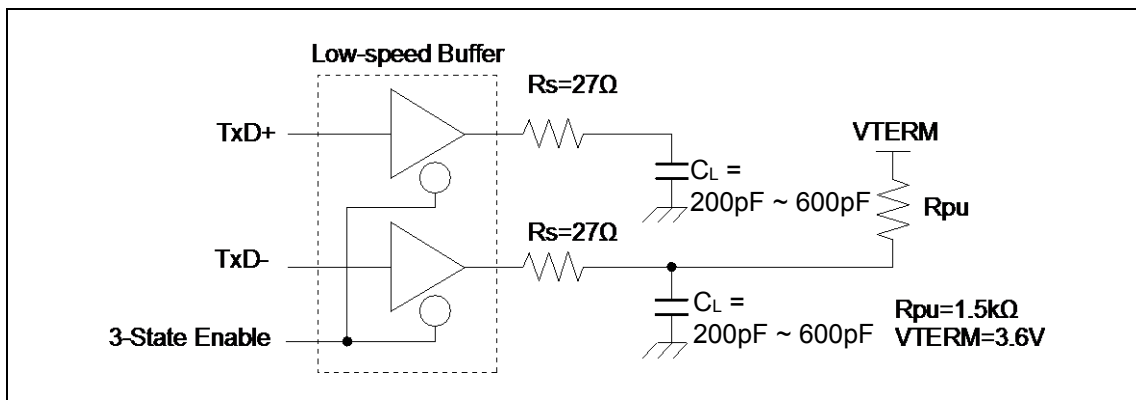 Low-speed Buffer
Rs=27Ω
TxD+
VTERM
CL =
200pF ~ 600pF
Rpu
Rs=27Ω
TxD-
CL =
200pF ~ 600pF
Rpu=1.5kΩ
VTERM=3.6V
3-State Enable